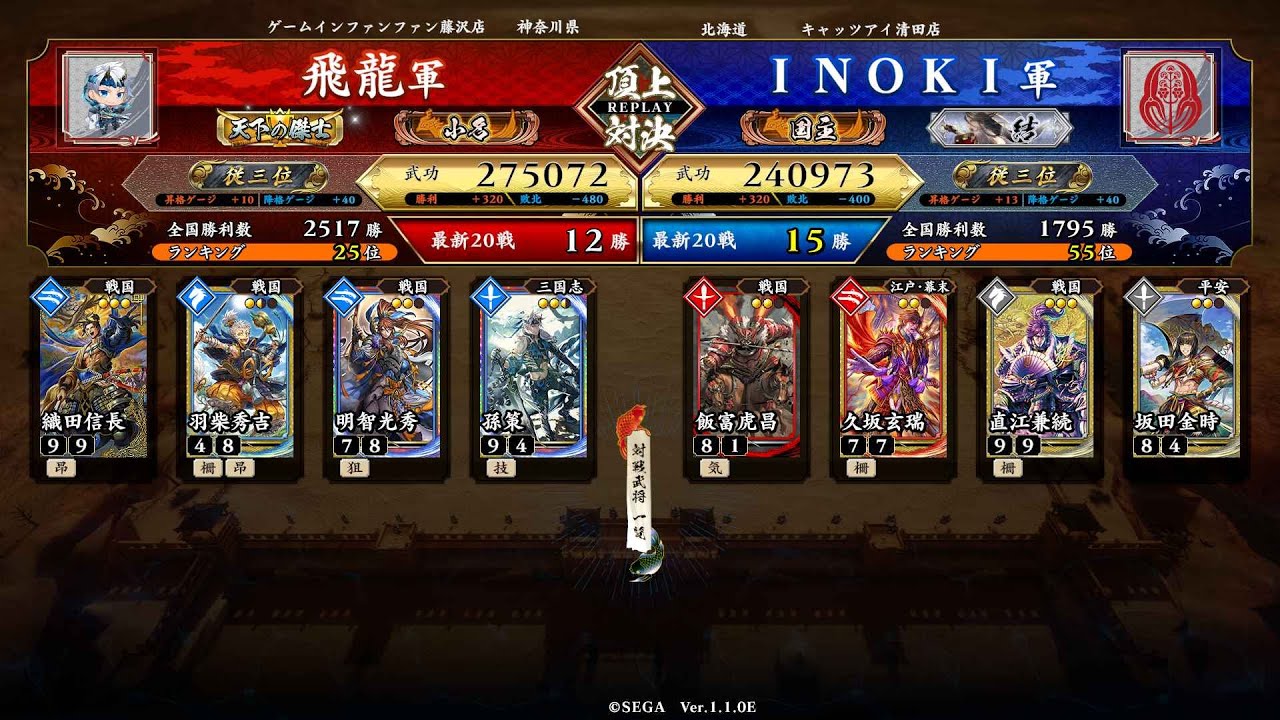 ゲームインファンファン藤沢店 神奈川県
北海道 キャッツアイ清田店
飛龍軍
頂上
REPLAY
対決
INOKI軍
天下の傑士
小名
国主
結
従三位
武功 275072
武功 240973
従三位
昇格ゲージ +10 降格ゲージ +40
勝利 +320 敗北 -480
勝利 +320 敗北 -400
昇格ゲージ +13 降格ゲージ +40
全国勝利数 2517勝
ランキング 25位
最新20戦 12勝
最新20戦 15勝
全国勝利数 1795勝
ランキング 55位
戦国
戦国
戦国
三国志
戦国
江戸・幕末
戦国
平安
織田信長
羽柴秀吉
明智光秀
孫策
飯富虎昌
久坂玄瑞
直江兼続
坂田金時
9 9
4 8
7 8
9 4
8 1
7 7
9 9
8 4
昴
柵 昴
狙
技
気
柵
柵
対戦武将一覧
©SEGA Ver.1.1.0E